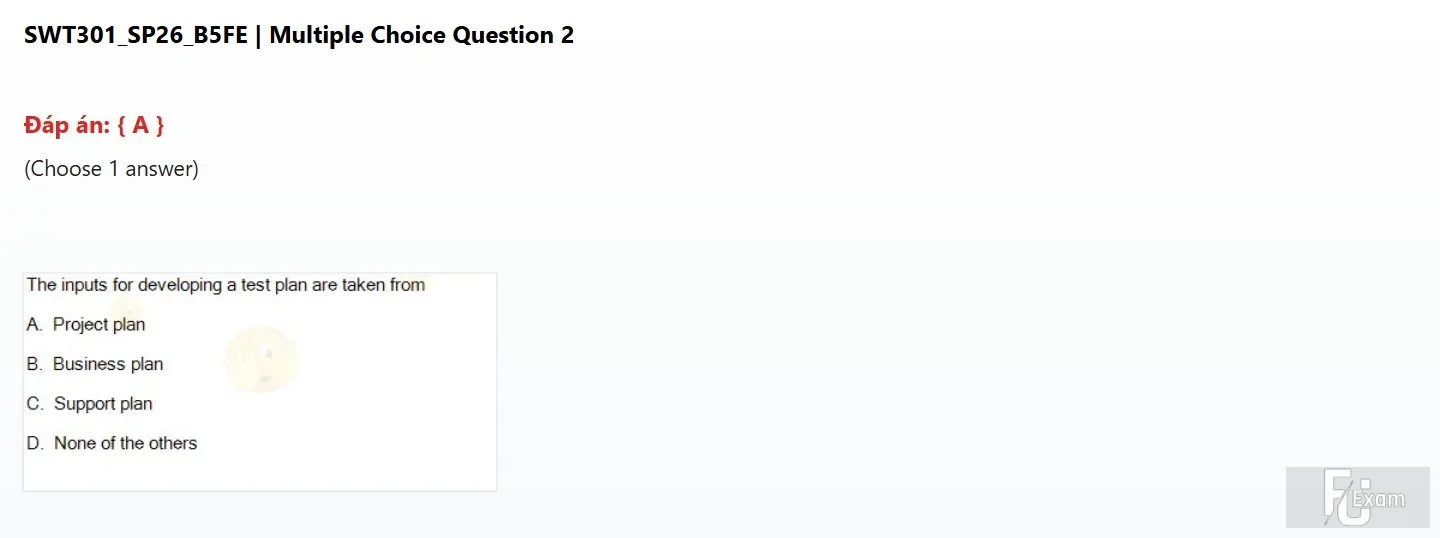 SWT301_SP26_B5FE | Multiple Choice Question 2
Đáp án: { A }
(Choose 1 answer)
The inputs for developing a test plan are taken from
A. Project plan
B. Business plan
C. Support plan
D. None of the others
FU Exam